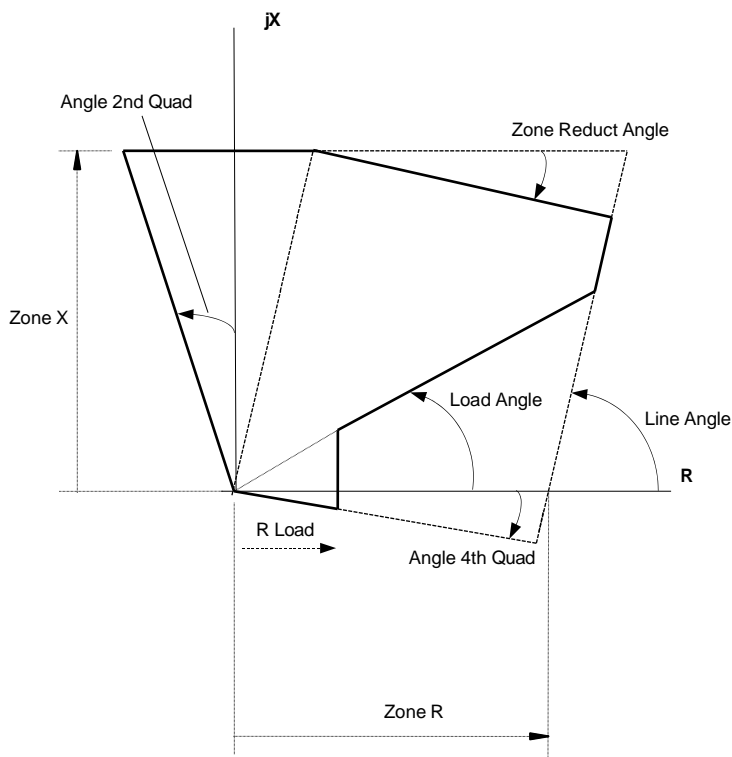 jX
Angle 2nd Quad
Zone Reduct Angle
Zone X
Load Angle
Line Angle
R
R Load
Angle 4th Quad
Zone R